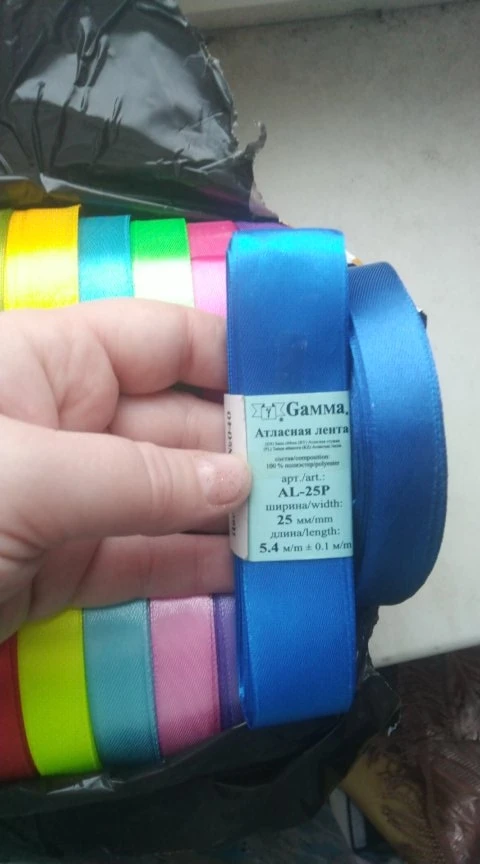 Gамма.
Атласная лента
состав/composition:
100 % полиэстер/polyester
арт./art.:
AL-25P
ширина/width:
25 мм/mm
длина/length:
5.4 м/m ± 0.1 м/m